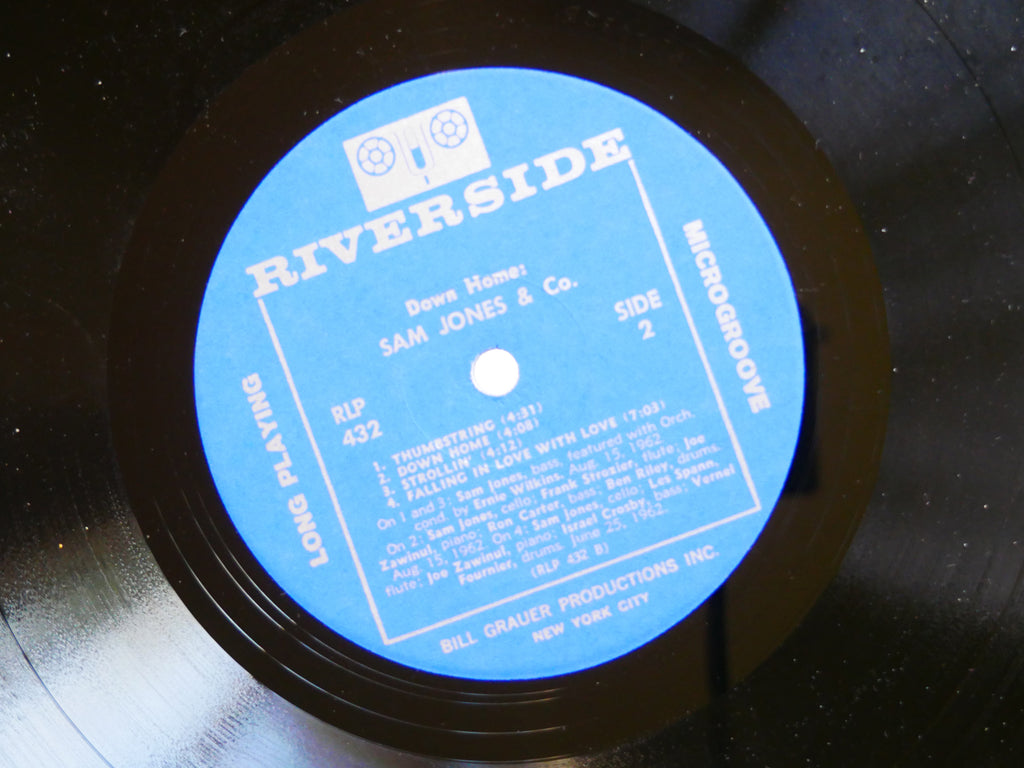 RIVERSIDE
Down Home:
SAM JONES & Co.
SIDE
2
MICROGROOVE
LONG PLAYING
RLP
432
1. THUMBSTRING (4:31)
2. DOWN HOME (4:08)
3. STROLLIN' (4:12)
4. FALLING IN LOVE WITH LOVE (7:03)
On 1 and 3: Sam Jones, bass, featured with Orch.
cond. by Ernie Wilkins. Aug. 15, 1962.
On 2: Sam Jones, cello; Frank Strozier, flute; Joe
Zawinul, piano; Ron Carter, bass; Ben Riley, drums.
Aug. 15, 1962. On 4: Sam Jones, cello; Les Spann,
flute; Joe Zawinul, piano; Israel Crosby, bass; Vernel
Fournier, drums. June 25, 1962.
(RLP 432 B)
BILL GRAUER PRODUCTIONS INC.
NEW YORK CITY